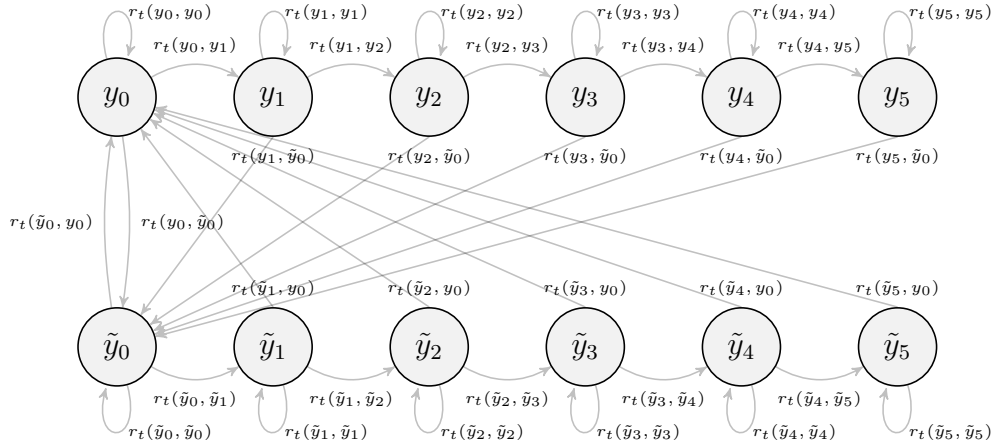 r_t(y_0, y_0) r_t(y_1, y_1) r_t(y_2, y_2) r_t(y_3, y_3) r_t(y_4, y_4) r_t(y_5, y_5)
r_t(y_0, y_1) r_t(y_1, y_2) r_t(y_2, y_3) r_t(y_3, y_4) r_t(y_4, y_5)
y_0 y_1 y_2 y_3 y_4 y_5
r_t(y_1, ỹ_0) r_t(y_2, ỹ_0) r_t(y_3, ỹ_0) r_t(y_4, ỹ_0) r_t(y_5, ỹ_0)
r_t(ỹ_0, y_0) r_t(y_0, ỹ_0)
r_t(ỹ_1, y_0) r_t(ỹ_2, y_0) r_t(ỹ_3, y_0) r_t(ỹ_4, y_0) r_t(ỹ_5, y_0)
ỹ_0 ỹ_1 ỹ_2 ỹ_3 ỹ_4 ỹ_5
r_t(ỹ_0, ỹ_1) r_t(ỹ_1, ỹ_2) r_t(ỹ_2, ỹ_3) r_t(ỹ_3, ỹ_4) r_t(ỹ_4, ỹ_5)
r_t(ỹ_0, ỹ_0) r_t(ỹ_1, ỹ_1) r_t(ỹ_2, ỹ_2) r_t(ỹ_3, ỹ_3) r_t(ỹ_4, ỹ_4) r_t(ỹ_5, ỹ_5)